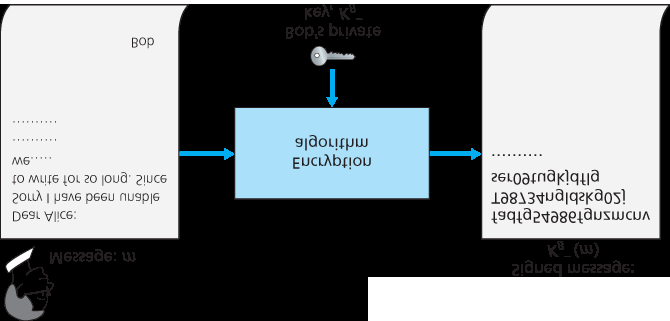 Message: m
Dear Alice:
Sorry I have been unable
to write for so long. Since
we.....
..........
..........
Bob
Encryption
algorithm
Bob's private
key, K_B^-
Signed message:
K_B^-(m)
fadfg54986fgnzmcnv
T98734ngldskg02j
ser09tugkjdflg
..........